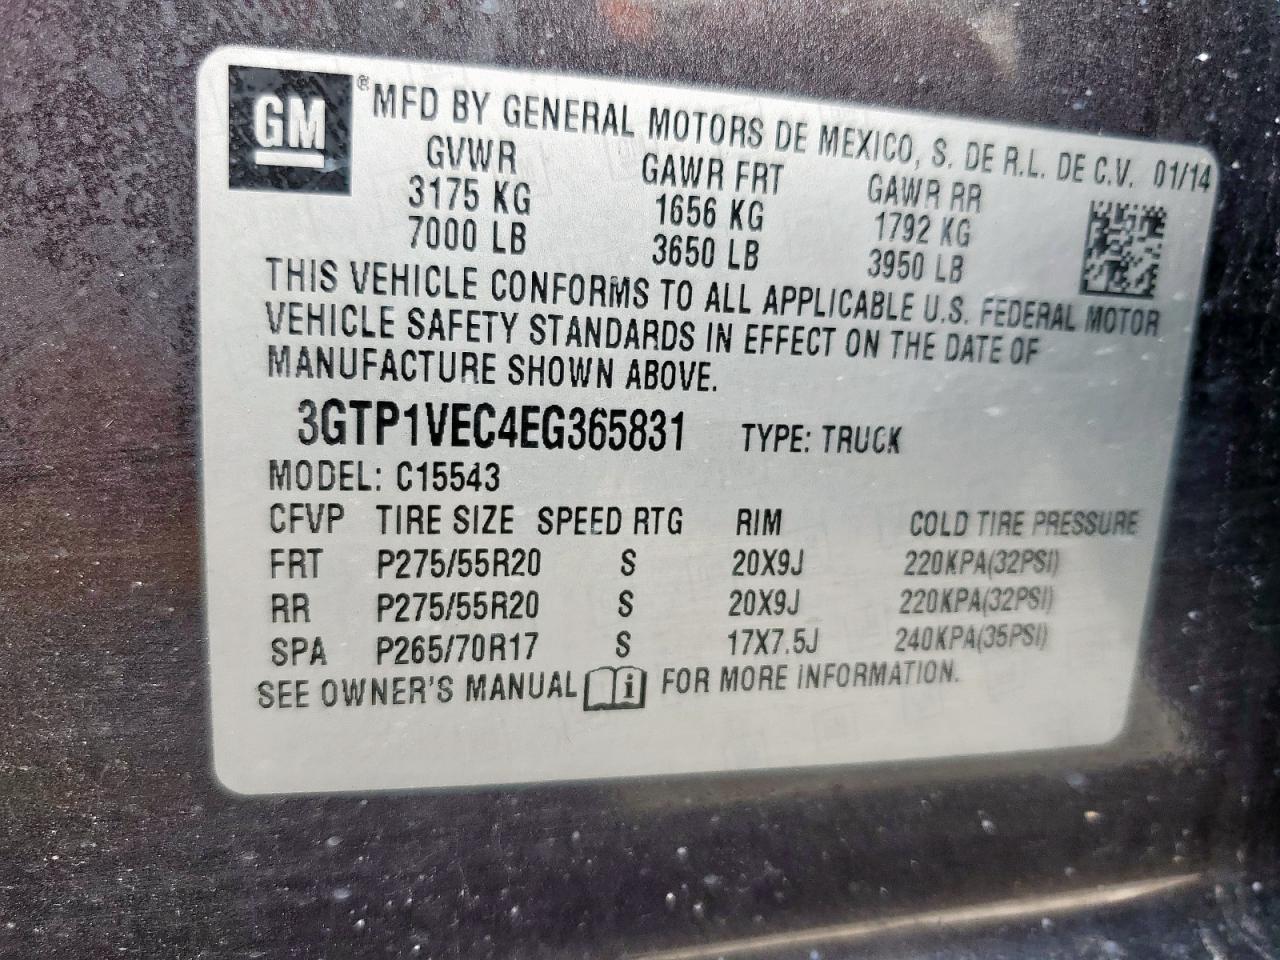 GM ® MFD BY GENERAL MOTORS DE MEXICO, S. DE R.L. DE C.V. 01/14
GVWR GAWR FRT GAWR RR
3175 KG 1656 KG 1792 KG
7000 LB 3650 LB 3950 LB
THIS VEHICLE CONFORMS TO ALL APPLICABLE U.S. FEDERAL MOTOR
VEHICLE SAFETY STANDARDS IN EFFECT ON THE DATE OF
MANUFACTURE SHOWN ABOVE.
3GTP1VEC4EG365831 TYPE: TRUCK
MODEL: C15543
CFVP TIRE SIZE SPEED RTG RIM COLD TIRE PRESSURE
FRT P275/55R20 S 20X9J 220KPA(32PSI)
RR P275/55R20 S 20X9J 220KPA(32PSI)
SPA P265/70R17 S 17X7.5J 240KPA(35PSI)
SEE OWNER'S MANUAL i FOR MORE INFORMATION.